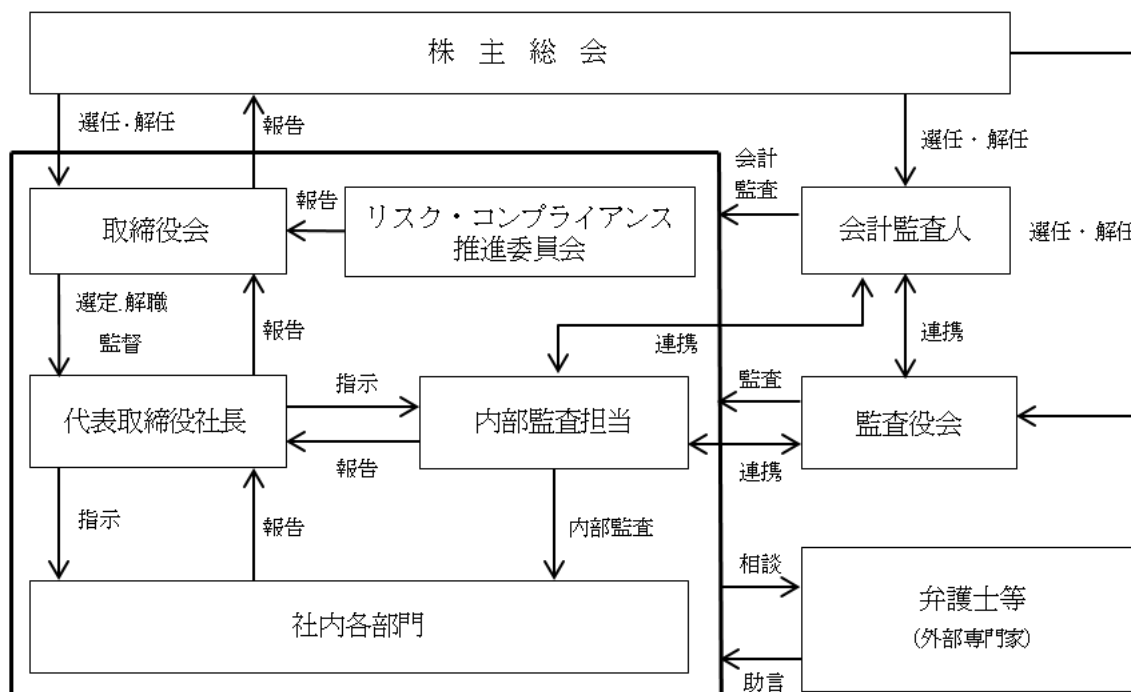 株 主 総 会
選任・解任
報告
選任・解任
会計
監査
報告
取締役会
リスク・コンプライアンス
推進委員会
会計監査人
選任・解任
選定.解職
監督
報告
連携
連携
指示
監査
代表取締役社長
内部監査担当
監査役会
報告
連携
指示
報告
内部監査
相談
社内各部門
弁護士等
(外部専門家)
助言